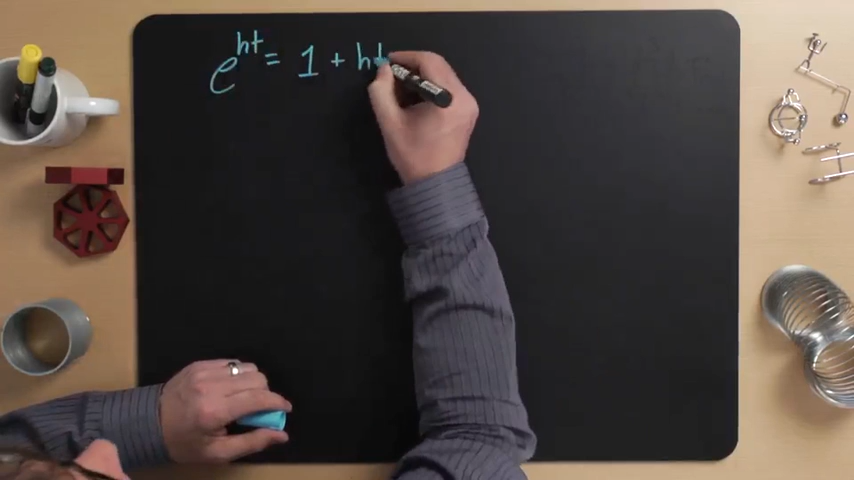 e^{ht} = 1 + ht